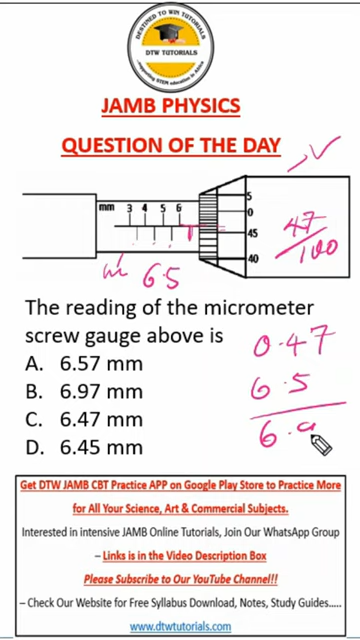 DESTINED TO WIN TUTORIALS
DTW TUTORIALS
JAMB PHYSICS
QUESTION OF THE DAY
mm 3 4 5 6
5
0
45
40
47
100
6.5
The reading of the micrometer
screw gauge above is
A. 6.57 mm
B. 6.97 mm
C. 6.47 mm
D. 6.45 mm
0.47
6.5
6.9
Get DTW JAMB CBT Practice APP on Google Play Store to Practice More
for All Your Science, Art & Commercial Subjects.
Interested in intensive JAMB Online Tutorials, Join Our WhatsApp Group
– Links is in the Video Description Box
Please Subscribe to Our YouTube Channel!!
– Check Our Website for Free Syllabus Download, Notes, Study Guides.....
www.dtwtutorials.com